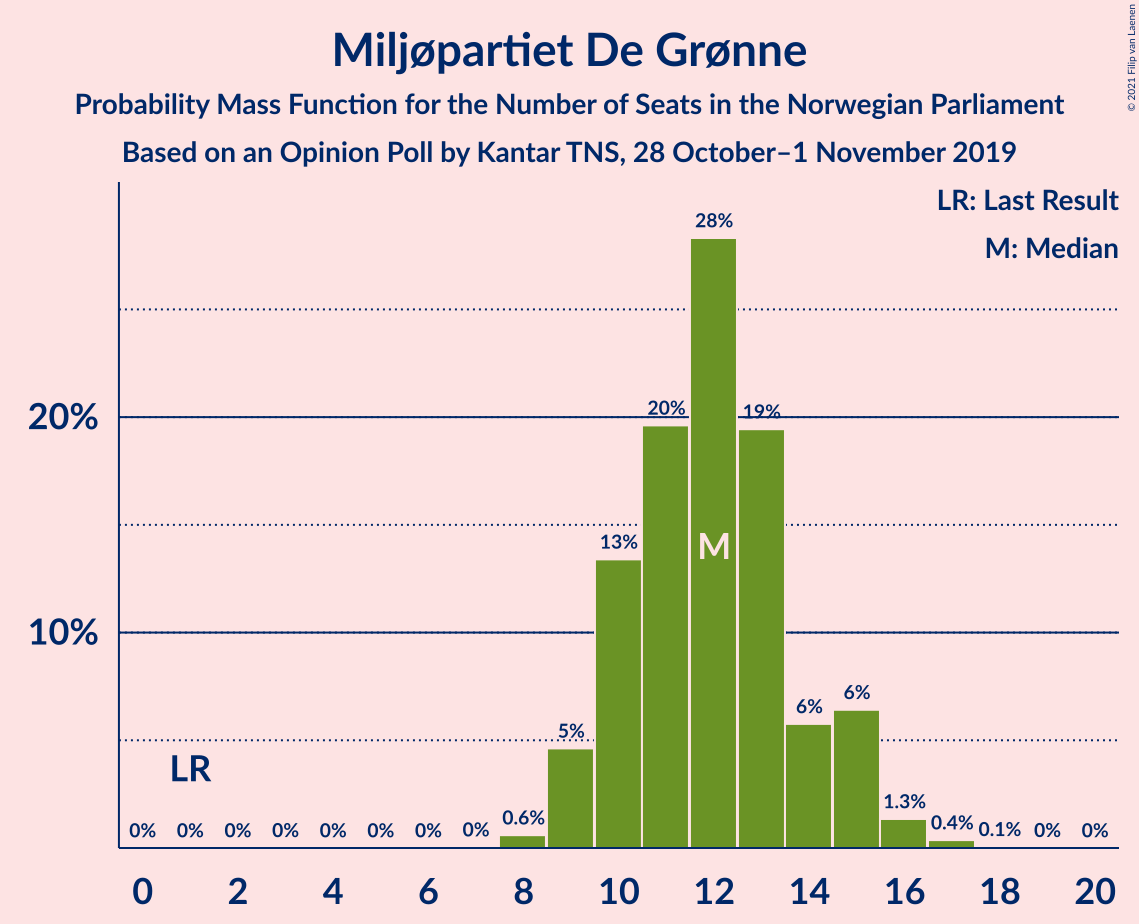 Miljøpartiet De Grønne
Probability Mass Function for the Number of Seats in the Norwegian Parliament
Based on an Opinion Poll by Kantar TNS, 28 October–1 November 2019
© 2021 Filip van Laenen
LR: Last Result
M: Median
28%
20%
20%
19%
M
13%
10%
6%
6%
5%
LR
1.3%
0.6%
0.4%
0.1%
0% 0% 0% 0% 0% 0% 0% 0% 0% 0%
0 2 4 6 8 10 12 14 16 18 20